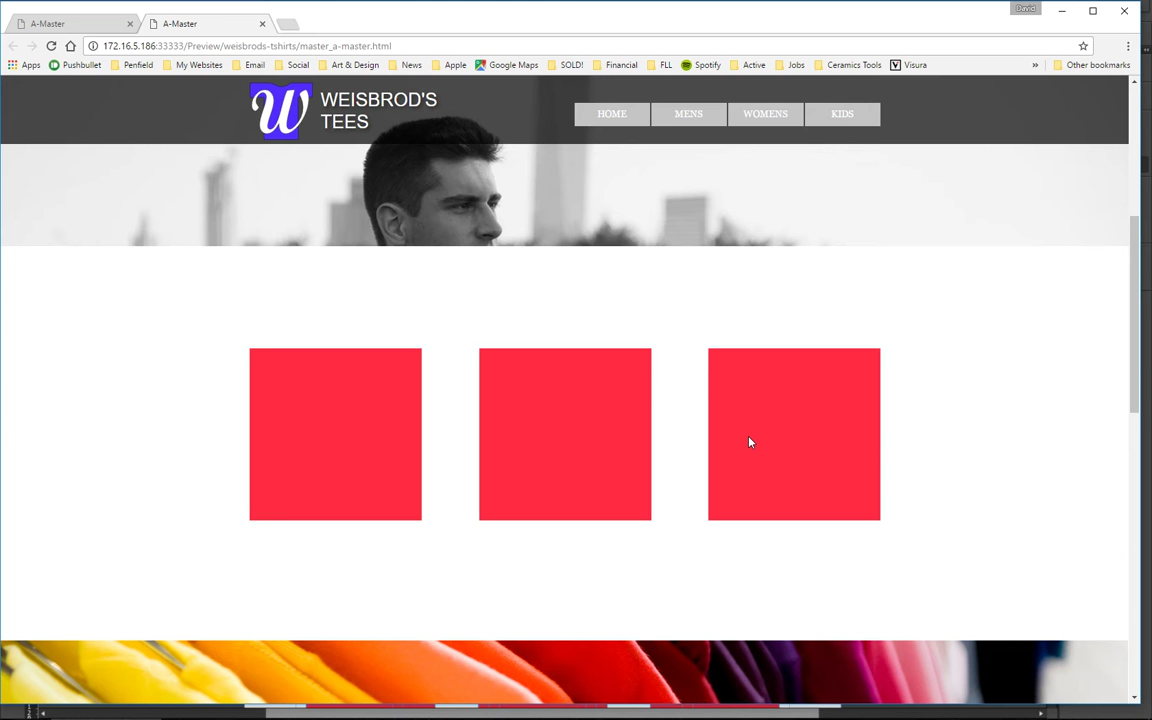 David
A-Master
A-Master
172.16.5.186:33333/Preview/weisbrods-tshirts/master_a-master.html
Apps Pushbullet Penfield My Websites Email Social Art & Design News Apple Google Maps SOLD! Financial FLL Spotify Active Jobs Ceramics Tools V Visura » Other bookmarks
W WEISBROD'S
TEES
HOME MENS WOMENS KIDS